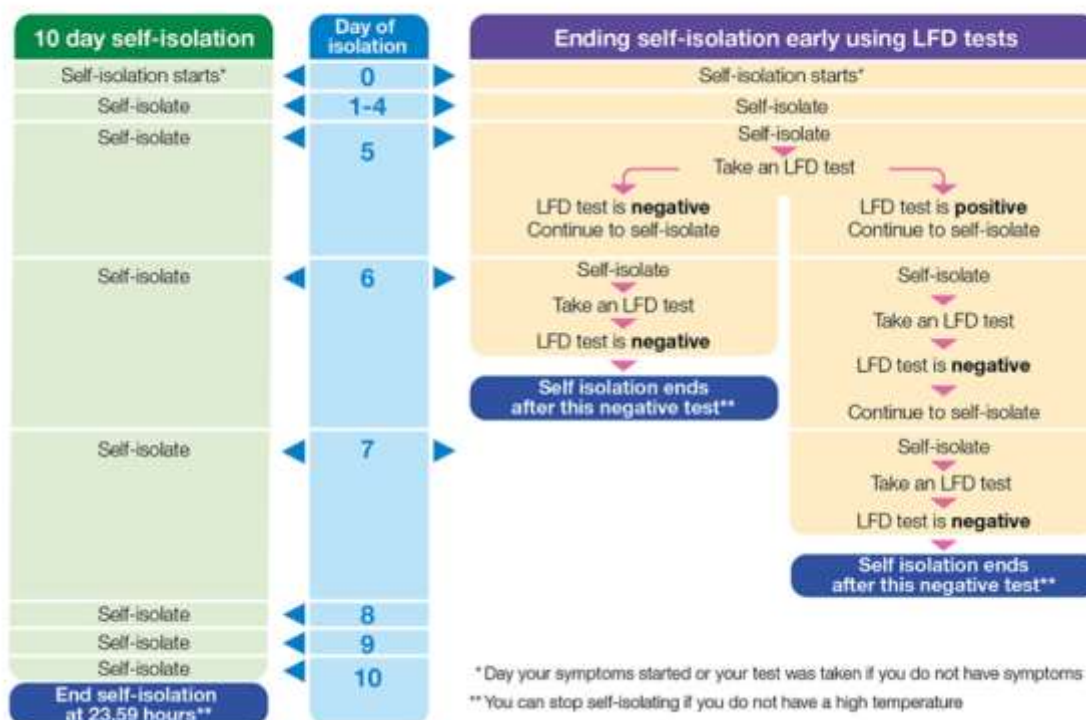 10 day self-isolation
Day of
isolation
Ending self-isolation early using LFD tests
Self-isolation starts*
0
Self-isolation starts*
Self-isolate
1-4
Self-isolate
Self-isolate
5
Self-isolate
Take an LFD test
LFD test is negative
Continue to self-isolate
LFD test is positive
Continue to self-isolate
Self-isolate
6
Self-isolate
Take an LFD test
LFD test is negative
Self isolation ends
after this negative test**
Self-isolate
Take an LFD test
LFD test is negative
Continue to self-isolate
Self-isolate
7
Self-isolate
Take an LFD test
LFD test is negative
Self isolation ends
after this negative test**
Self-isolate
8
Self-isolate
9
Self-isolate
10
End self-isolation
at 23.59 hours**
* Day your symptoms started or your test was taken if you do not have symptoms
** You can stop self-isolating if you do not have a high temperature